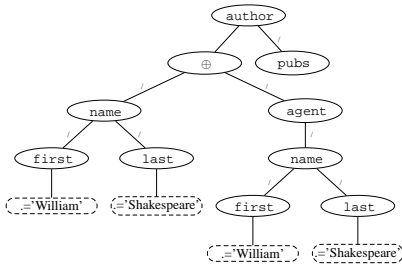 author
/
⊕
pubs
/
/
name
agent
/
/
/
first
last
name
.='William'
.='Shakespeare'
/
/
first
last
.='William'
.='Shakespeare'